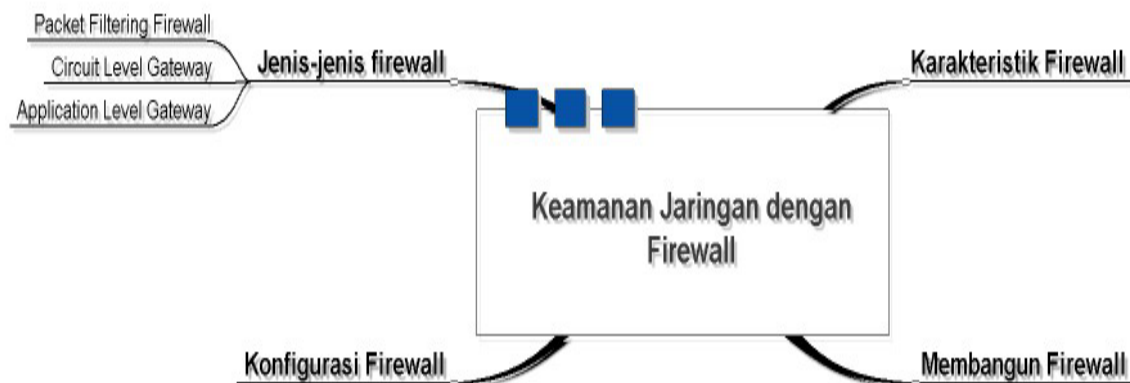 Packet Filtering Firewall
Circuit Level Gateway
Application Level Gateway
Jenis-jenis firewall
Karakteristik Firewall
Keamanan Jaringan dengan
Firewall
Konfigurasi Firewall
Membangun Firewall